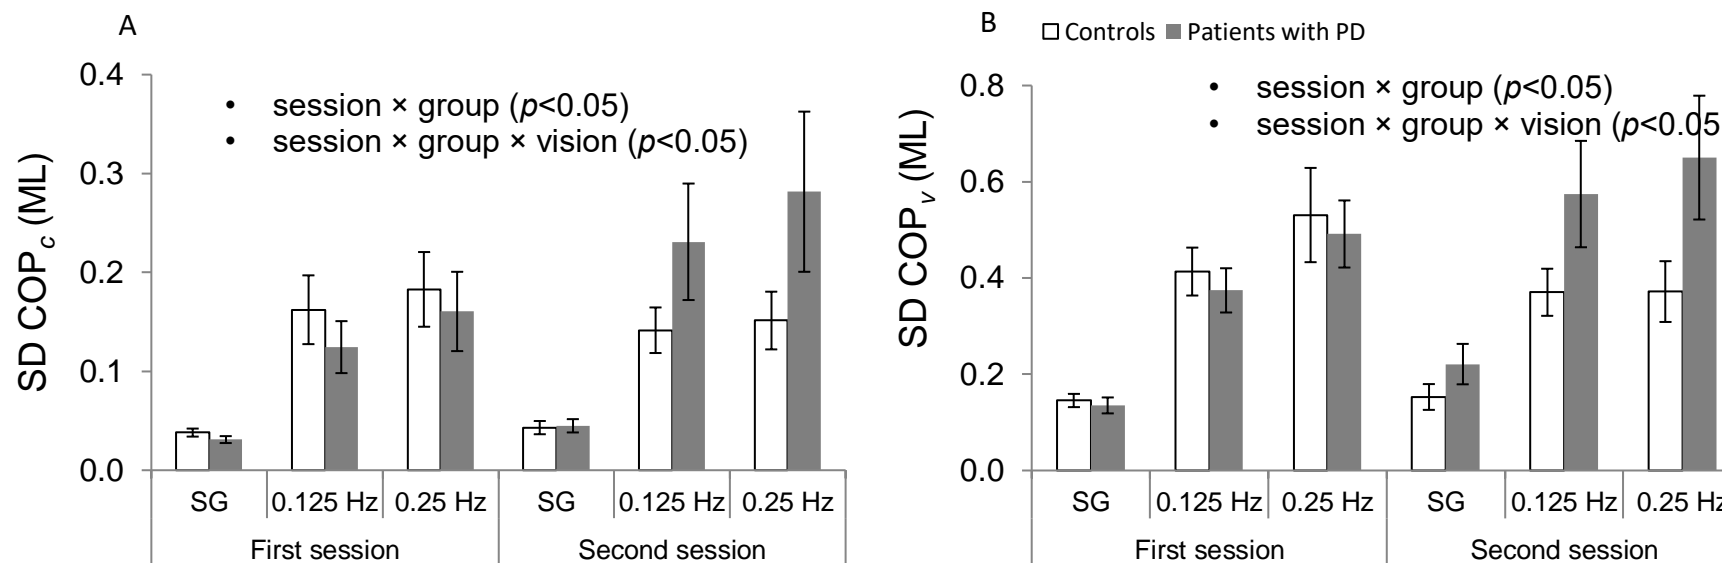 A
0.4
0.3
0.2
0.1
0.0
SD COPc (ML)
• session × group (p<0.05)
• session × group × vision (p<0.05)
SG 0.125 Hz 0.25 Hz SG 0.125 Hz 0.25 Hz
First session Second session
B
Controls Patients with PD
0.8
0.6
0.4
0.2
0.0
SD COPv (ML)
• session × group (p<0.05)
• session × group × vision (p<0.05
SG 0.125 Hz 0.25 Hz SG 0.125 Hz 0.25 Hz
First session Second session